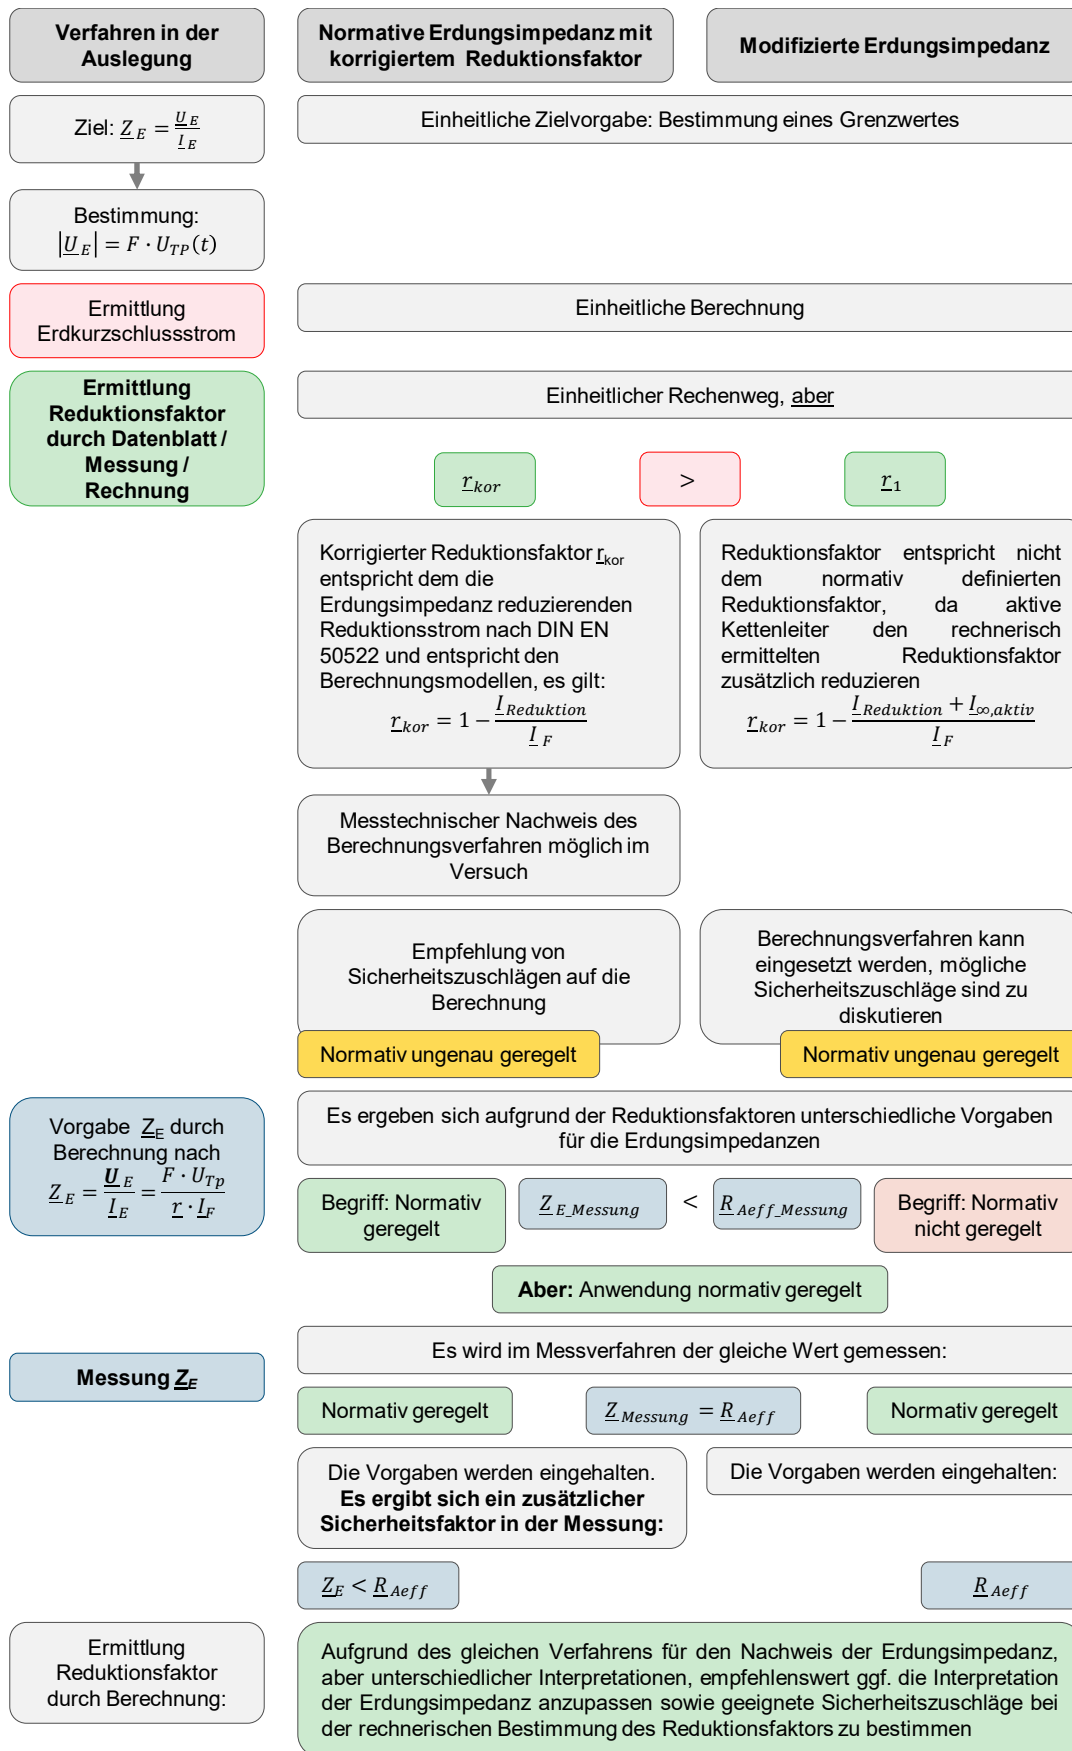 Verfahren in der
Auslegung
Normative Erdungsimpedanz mit
korrigiertem Reduktionsfaktor
Modifizierte Erdungsimpedanz
Ziel: Z_E = U_E / I_E
Einheitliche Zielvorgabe: Bestimmung eines Grenzwertes
Bestimmung:
|U_E| = F · U_TP(t)
Ermittlung
Erdkurzschlussstrom
Einheitliche Berechnung
Ermittlung
Reduktionsfaktor
durch Datenblatt /
Messung /
Rechnung
Einheitlicher Rechenweg, aber
r_kor
>
r_1
Korrigierter Reduktionsfaktor r_kor
entspricht dem die
Erdungsimpedanz reduzierenden
Reduktionsstrom nach DIN EN
50522 und entspricht den
Berechnungsmodellen, es gilt:
r_kor = 1 − I_Reduktion / I_F
Reduktionsfaktor entspricht nicht
dem normativ definierten
Reduktionsfaktor, da aktive
Kettenleiter den rechnerisch
ermittelten Reduktionsfaktor
zusätzlich reduzieren
r_kor = 1 − (I_Reduktion + I_∞,aktiv) / I_F
Messtechnischer Nachweis des
Berechnungsverfahren möglich im
Versuch
Empfehlung von
Sicherheitszuschlägen auf die
Berechnung
Berechnungsverfahren kann
eingesetzt werden, mögliche
Sicherheitszuschläge sind zu
diskutieren
Normativ ungenau geregelt
Normativ ungenau geregelt
Vorgabe Z_E durch
Berechnung nach
Z_E = U_E / I_E = F · U_Tp / r · I_F
Es ergeben sich aufgrund der Reduktionsfaktoren unterschiedliche Vorgaben
für die Erdungsimpedanzen
Begriff: Normativ
geregelt
Z_E_Messung < R_Aeff_Messung
Begriff: Normativ
nicht geregelt
Aber: Anwendung normativ geregelt
Messung Z_E
Es wird im Messverfahren der gleiche Wert gemessen:
Normativ geregelt
Z_Messung = R_Aeff
Normativ geregelt
Die Vorgaben werden eingehalten.
Es ergibt sich ein zusätzlicher
Sicherheitsfaktor in der Messung:
Die Vorgaben werden eingehalten:
Z_E < R_Aeff
R_Aeff
Ermittlung
Reduktionsfaktor
durch Berechnung:
Aufgrund des gleichen Verfahrens für den Nachweis der Erdungsimpedanz,
aber unterschiedlicher Interpretationen, empfehlenswert ggf. die Interpretation
der Erdungsimpedanz anzupassen sowie geeignete Sicherheitszuschläge bei
der rechnerischen Bestimmung des Reduktionsfaktors zu bestimmen